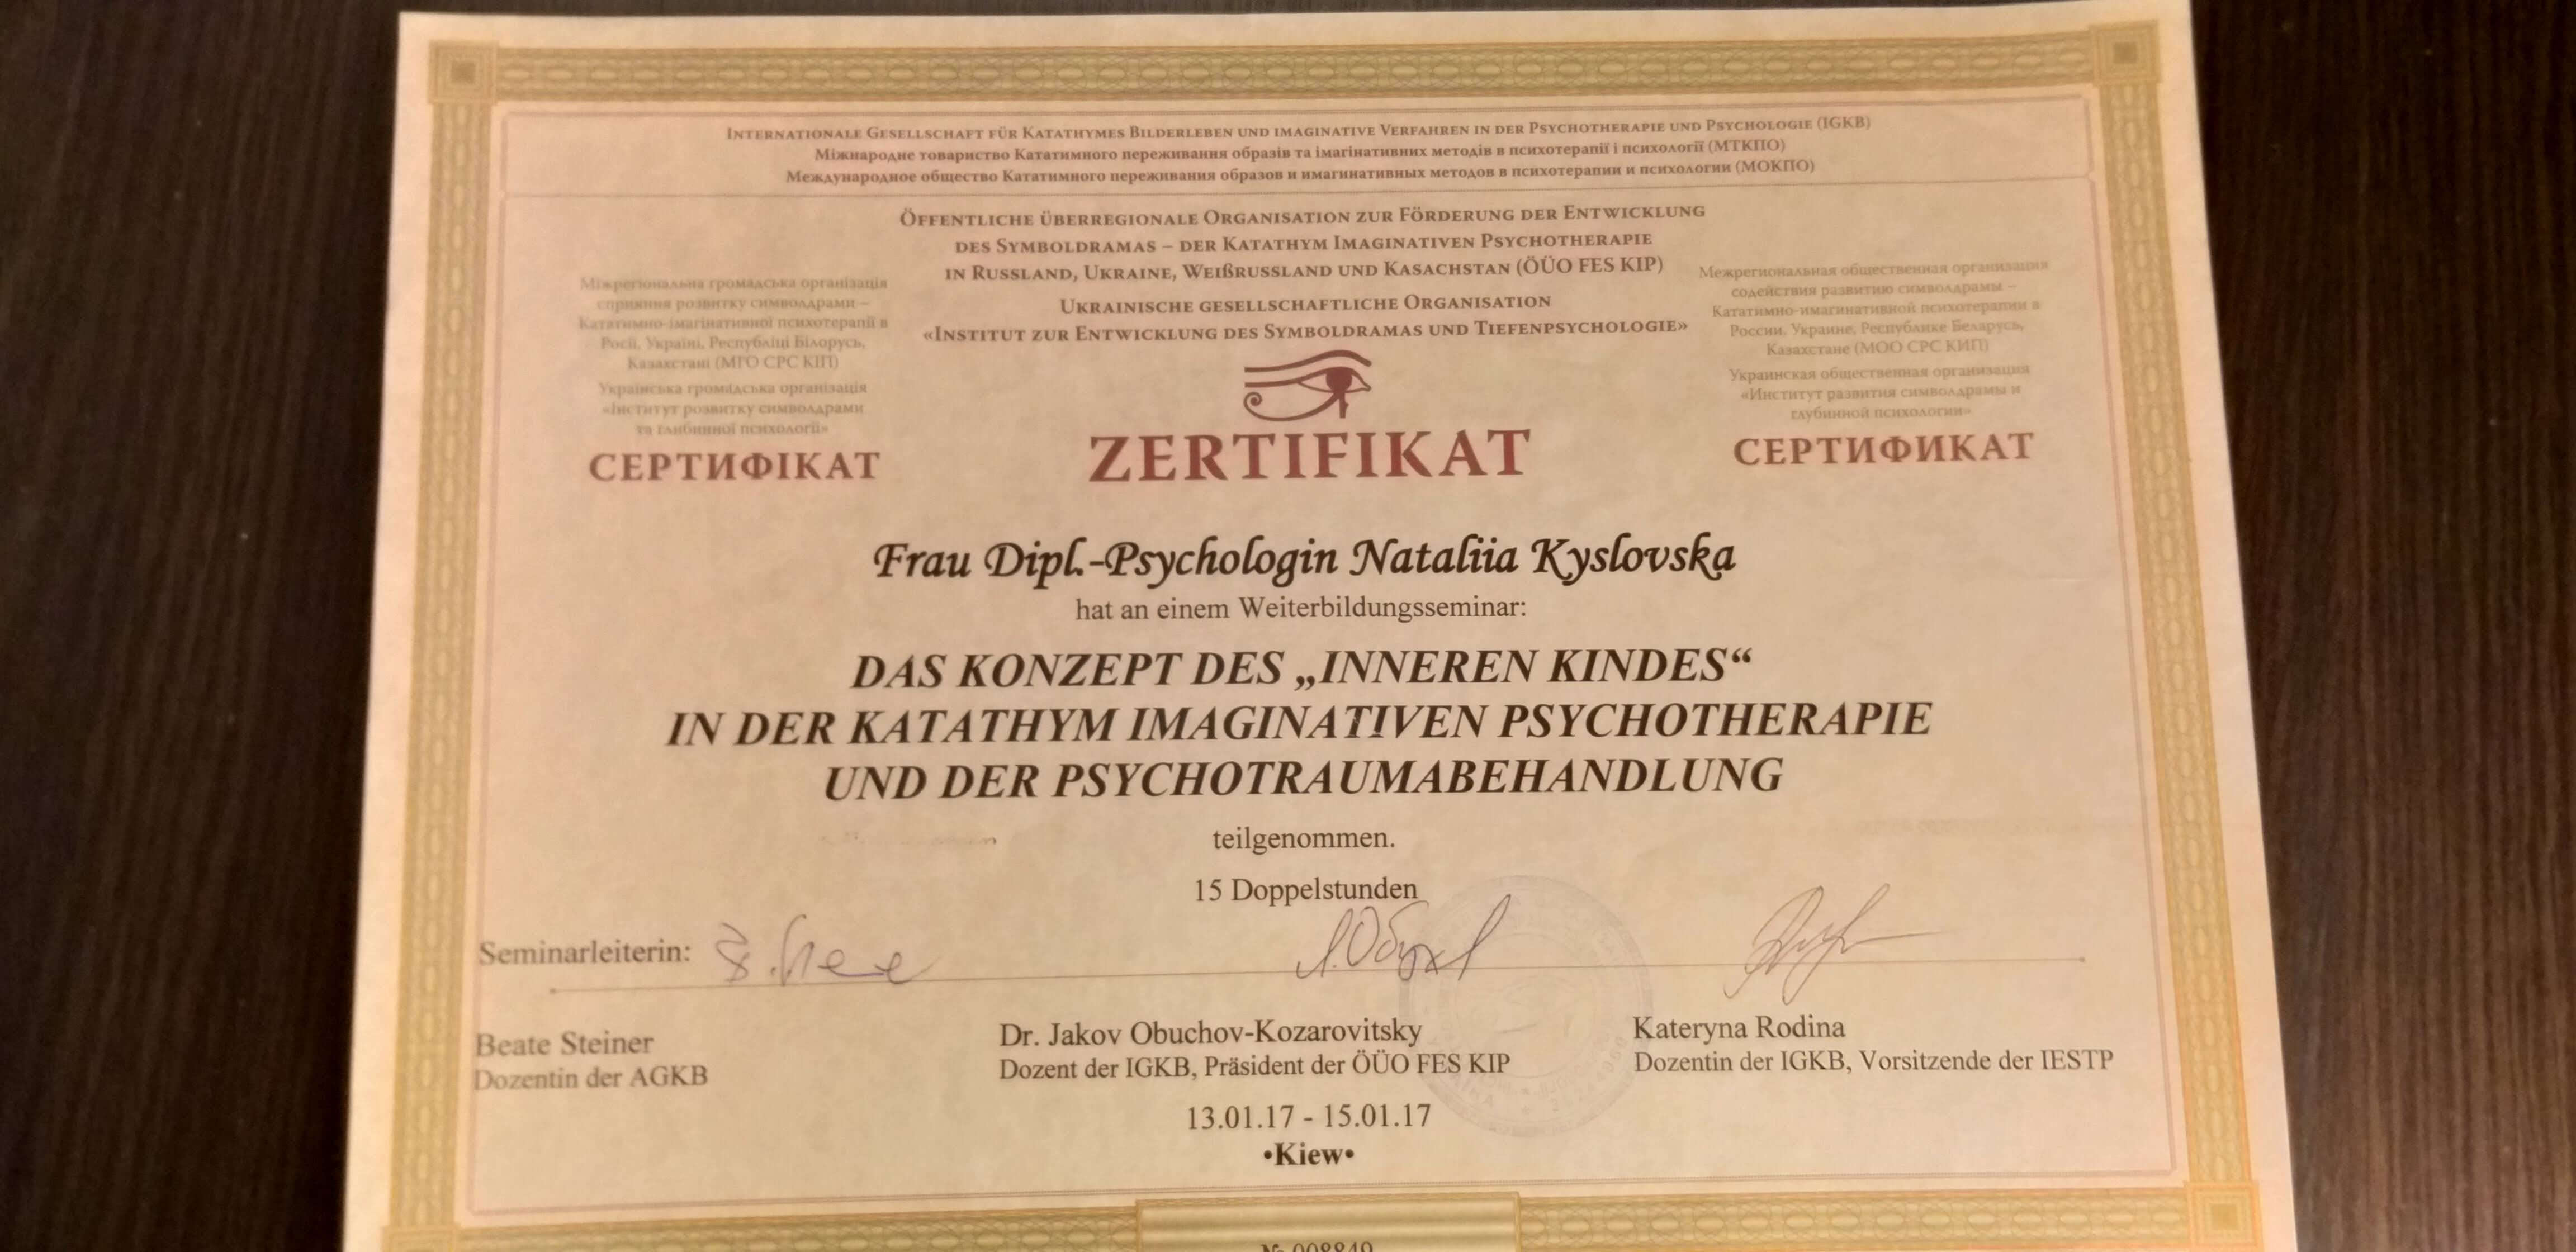 INTERNATIONALE GESELLSCHAFT FÜR KATATHYMES BILDERLEBEN UND IMAGINATIVE VERFAHREN IN DER PSYCHOTHERAPIE UND PSYCHOLOGIE (IGKB)
Міжнародне товариство Кататимного переживання образів та імагінативних методів в психотерапії і психології (МТКПО)
Международное общество Кататимного переживания образов и имагинативных методов в психотерапии и психологии (МОКПО)
ÖFFENTLICHE ÜBERREGIONALE ORGANISATION ZUR FÖRDERUNG DER ENTWICKLUNG
DES SYMBOLDRAMAS – DER KATATHYM IMAGINATIVEN PSYCHOTHERAPIE
IN RUSSLAND, UKRAINE, WEIßRUSSLAND UND KASACHSTAN (ÖÜO FES KIP)
UKRAINISCHE GESELLSCHAFTLICHE ORGANISATION
«INSTITUT ZUR ENTWICKLUNG DES SYMBOLDRAMAS UND TIEFENPSYCHOLOGIE»
Міжрегіональна громадська організація
сприяння розвитку символдрами –
Кататимно-імагінативної психотерапії в
Росії, Україні, Республіці Білорусь,
Казахстані (МГО СРС КІП)
Українська громадська організація
«Інститут розвитку символдрами
та глибинної психології»
СЕРТИФІКАТ
ZERTIFIKAT
Межрегиональная общественная организация
содействия развитию символдрамы –
Кататимно-имагинативной психотерапии в
России, Украине, Республике Беларусь,
Казахстане (МОО СРС КИП)
Украинская общественная организация
«Институт развития символдрамы и
глубинной психологии»
СЕРТИФИКАТ
Frau Dipl.-Psychologin Nataliia Kyslovska
hat an einem Weiterbildungsseminar:
DAS KONZEPT DES „INNEREN KINDES“
IN DER KATATHYM IMAGINATIVEN PSYCHOTHERAPIE
UND DER PSYCHOTRAUMABEHANDLUNG
teilgenommen.
15 Doppelstunden
Seminarleiterin:
Beate Steiner
Dozentin der AGKB
Dr. Jakov Obuchov-Kozarovitsky
Dozent der IGKB, Präsident der ÖÜO FES KIP
Kateryna Rodina
Dozentin der IGKB, Vorsitzende der IESTP
13.01.17 - 15.01.17
•Kiew•
№ 008849